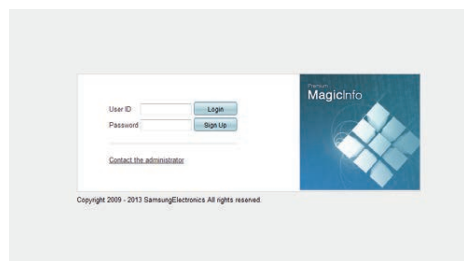 User ID
Login
Password
Sign Up
Contact the administrator
Premium
MagicInfo
Copyright 2009 - 2013 SamsungElectronics All rights reserved.